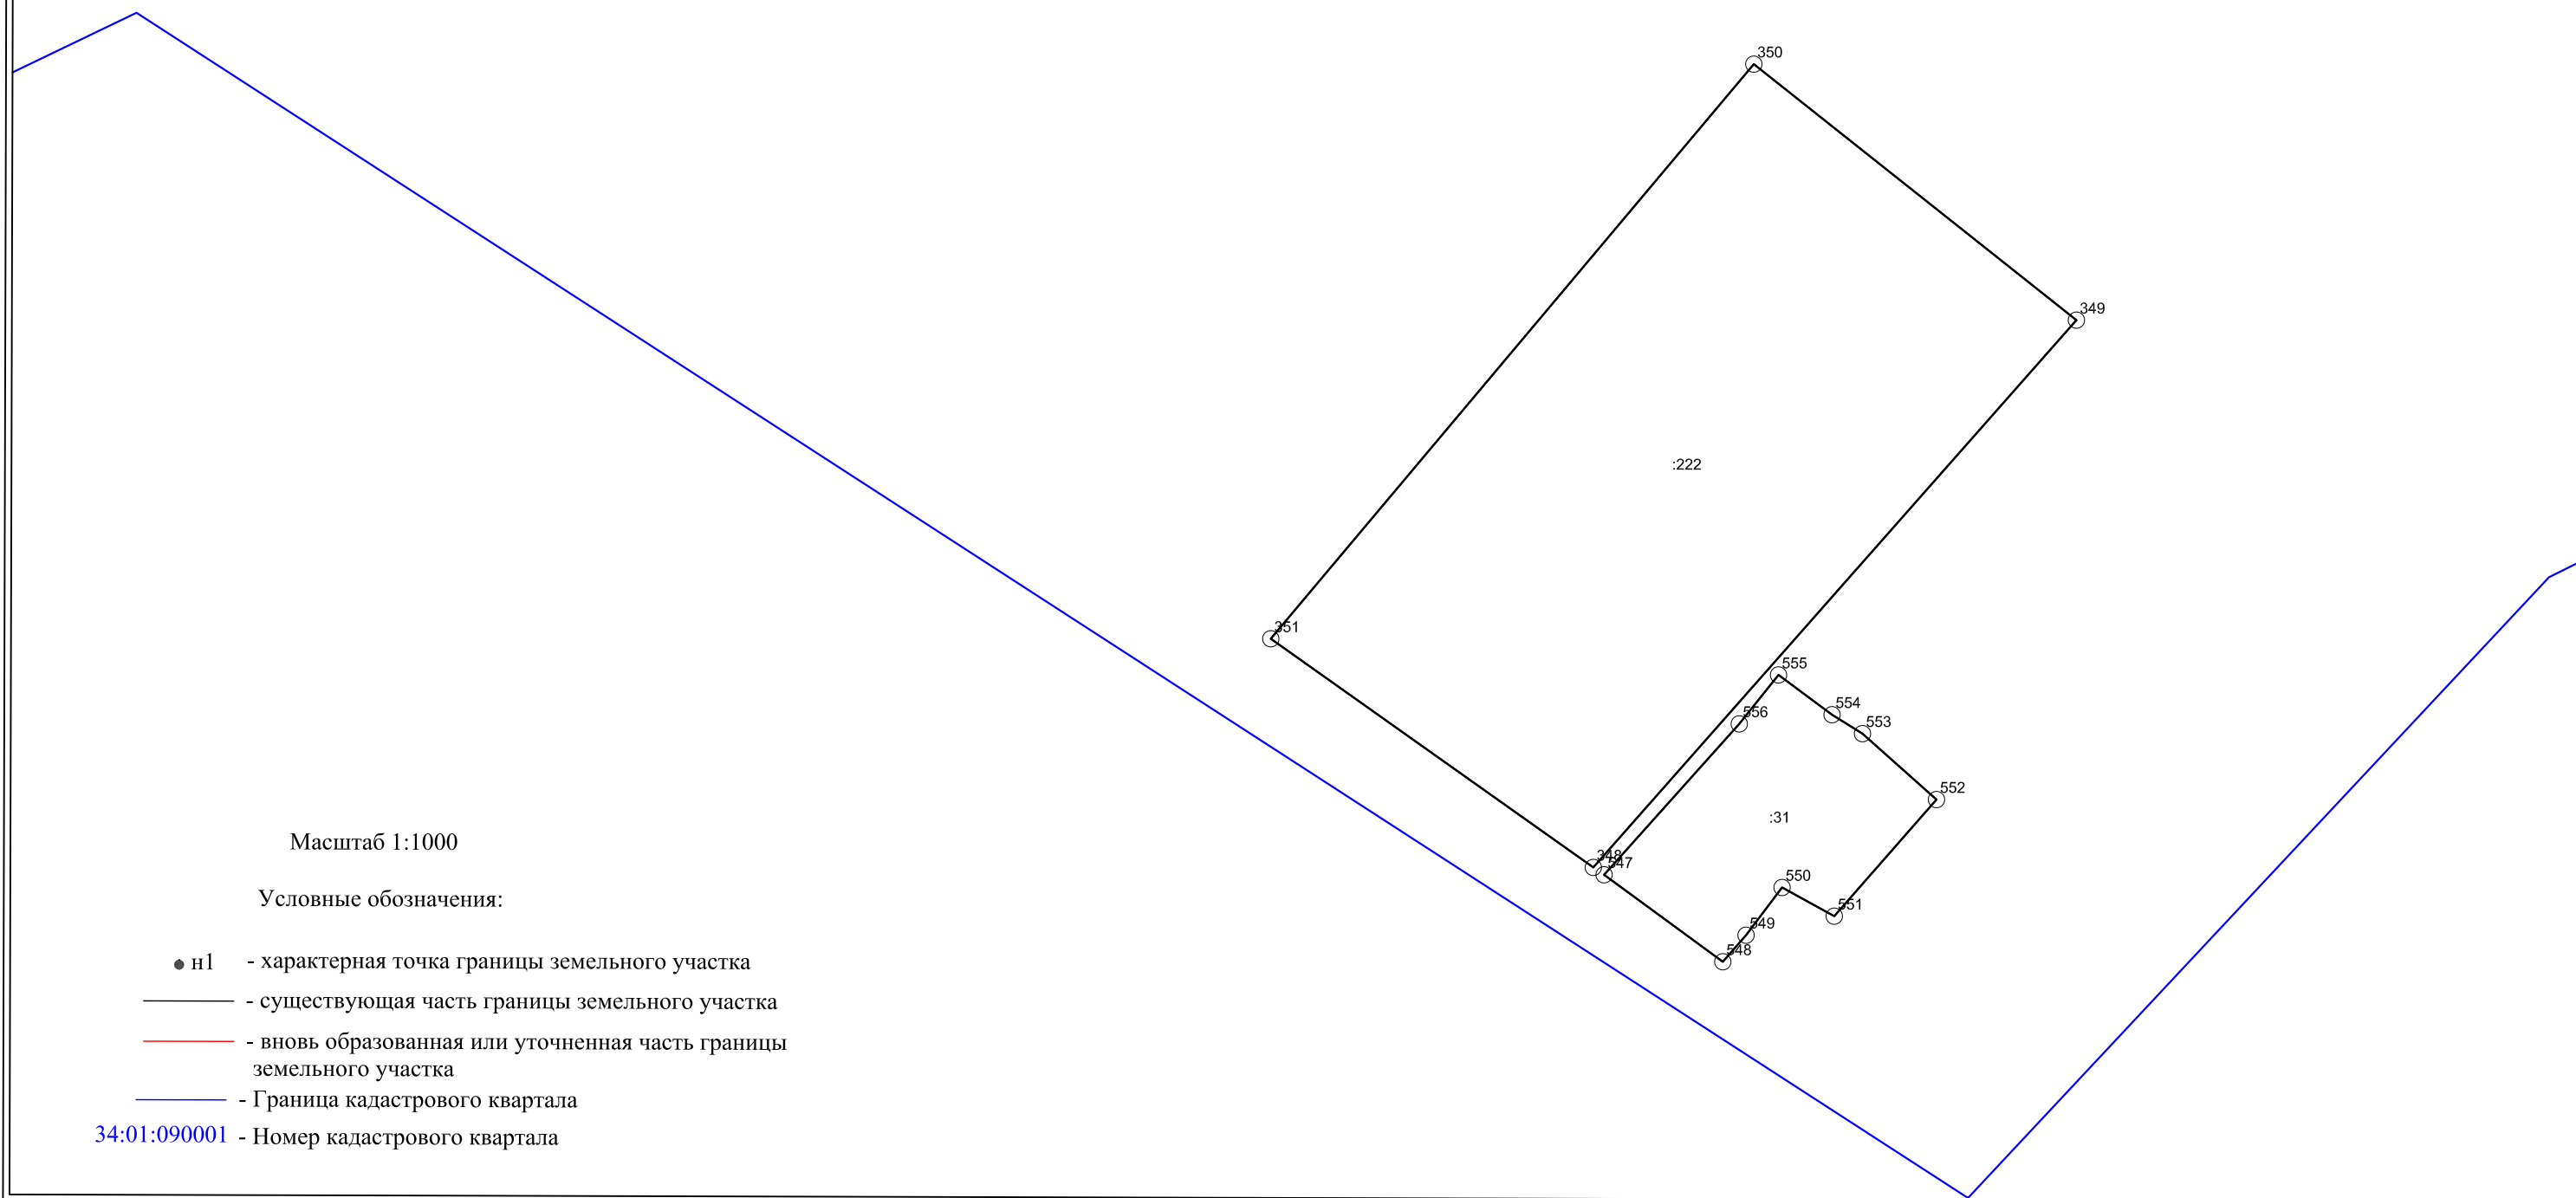 350
349
:222
351
555
554
556
553
552
:31
Масштаб 1:1000
348
547
550
Условные обозначения:
551
549
548
н1 - характерная точка границы земельного участка
- существующая часть границы земельного участка
- вновь образованная или уточненная часть границы
земельного участка
- Граница кадастрового квартала
34:01:090001 - Номер кадастрового квартала